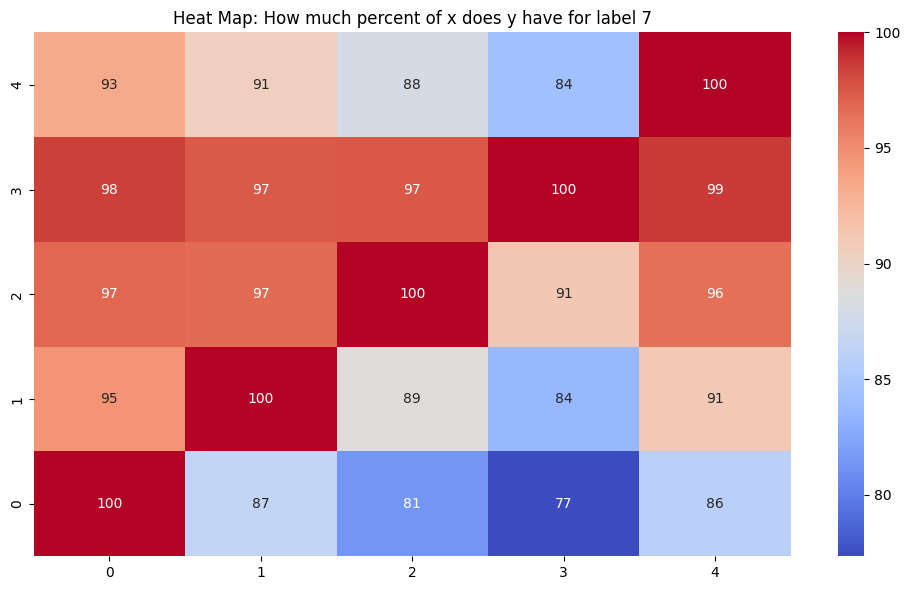 Heat Map: How much percent of x does y have for label 7
4 93 91 88 84 100
3 98 97 97 100 99
2 97 97 100 91 96
1 95 100 89 84 91
0 100 87 81 77 86
0 1 2 3 4
100
95
90
85
80